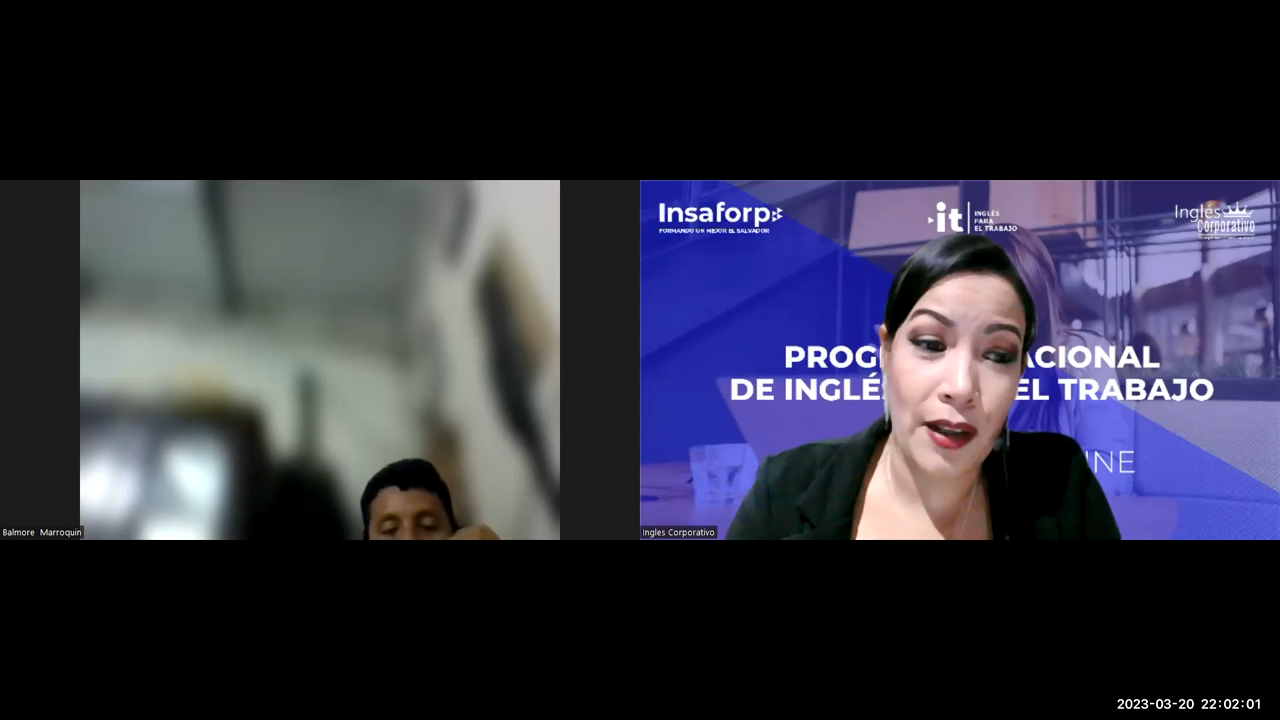 Insaforp
FORMANDO UN MEJOR EL SALVADOR
it
INGLÉS
PARA
EL TRABAJO
Inglés
Corporativo
PROG ACIONAL
DE INGLÉ EL TRABAJO
INE
Balmore Marroquin
Ingles Corporativo
2023-03-20 22:02:01